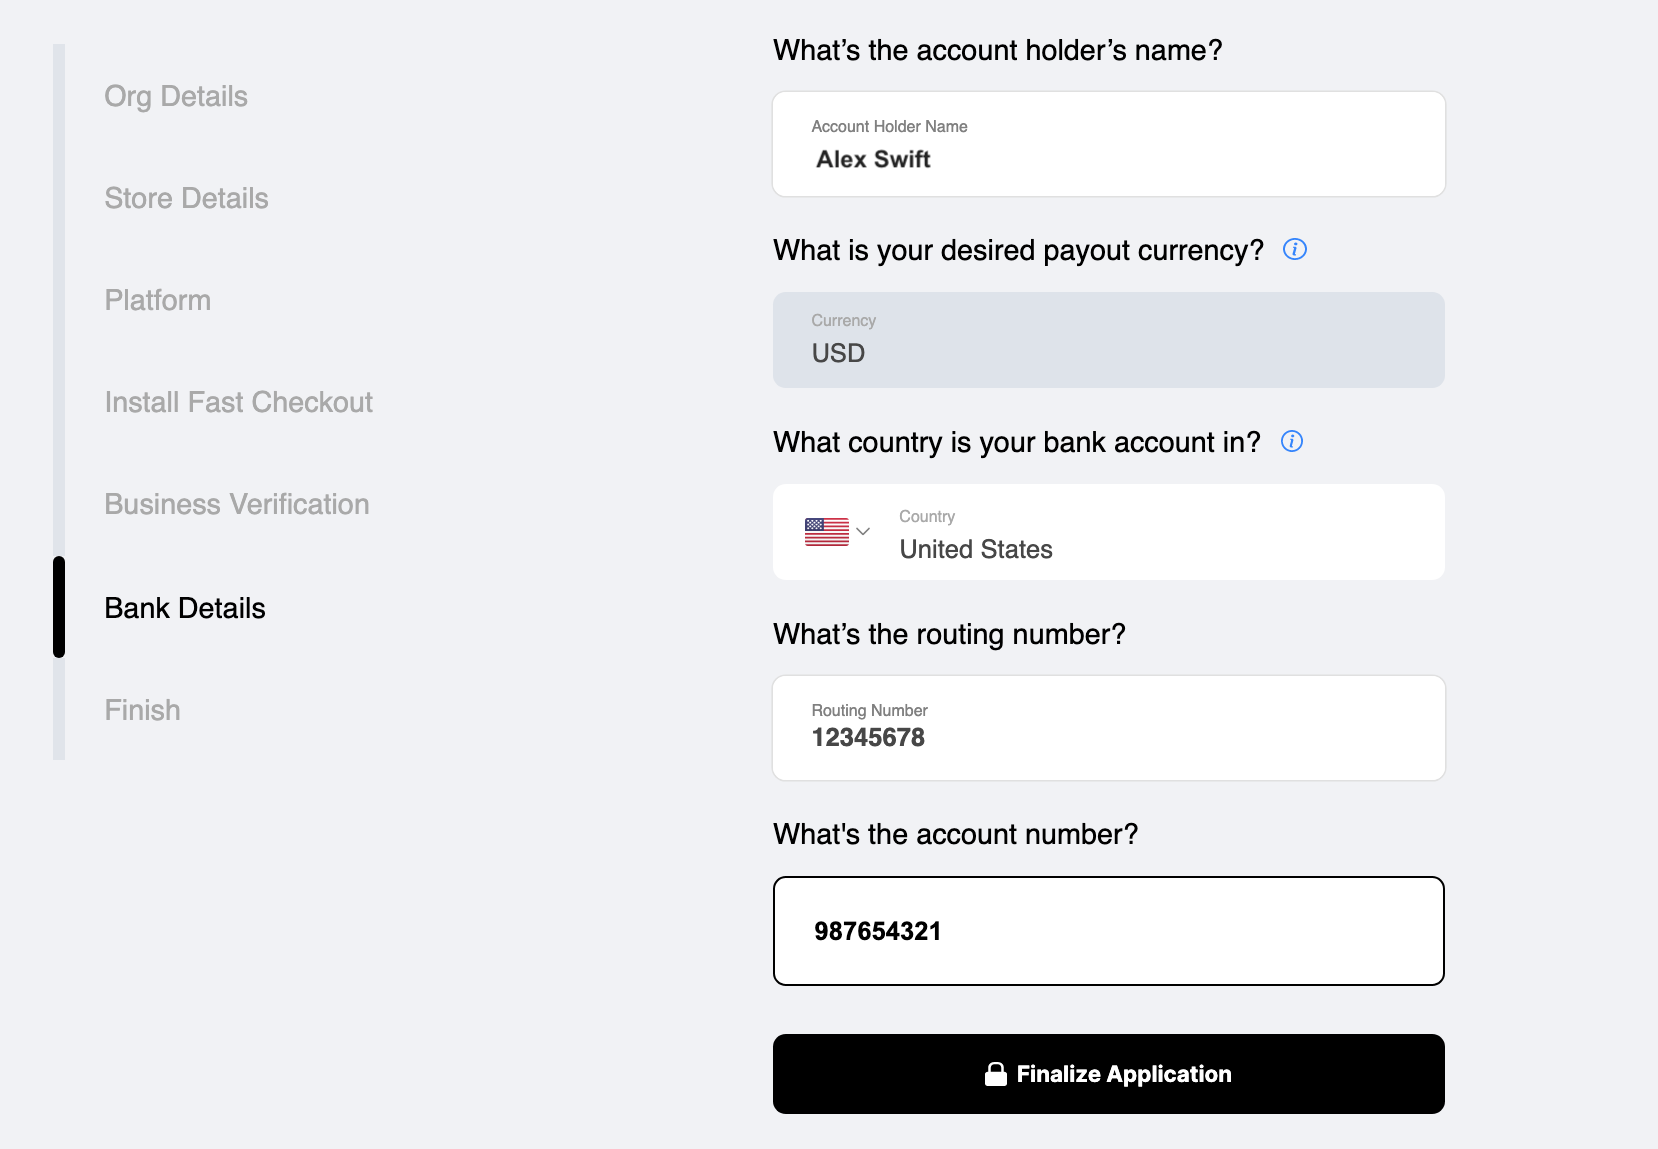 Org Details
Store Details
Platform
Install Fast Checkout
Business Verification
Bank Details
Finish
What’s the account holder’s name?
Account Holder Name
Alex Swift
What is your desired payout currency?
Currency
USD
What country is your bank account in?
Country
United States
What’s the routing number?
Routing Number
12345678
What's the account number?
987654321
Finalize Application